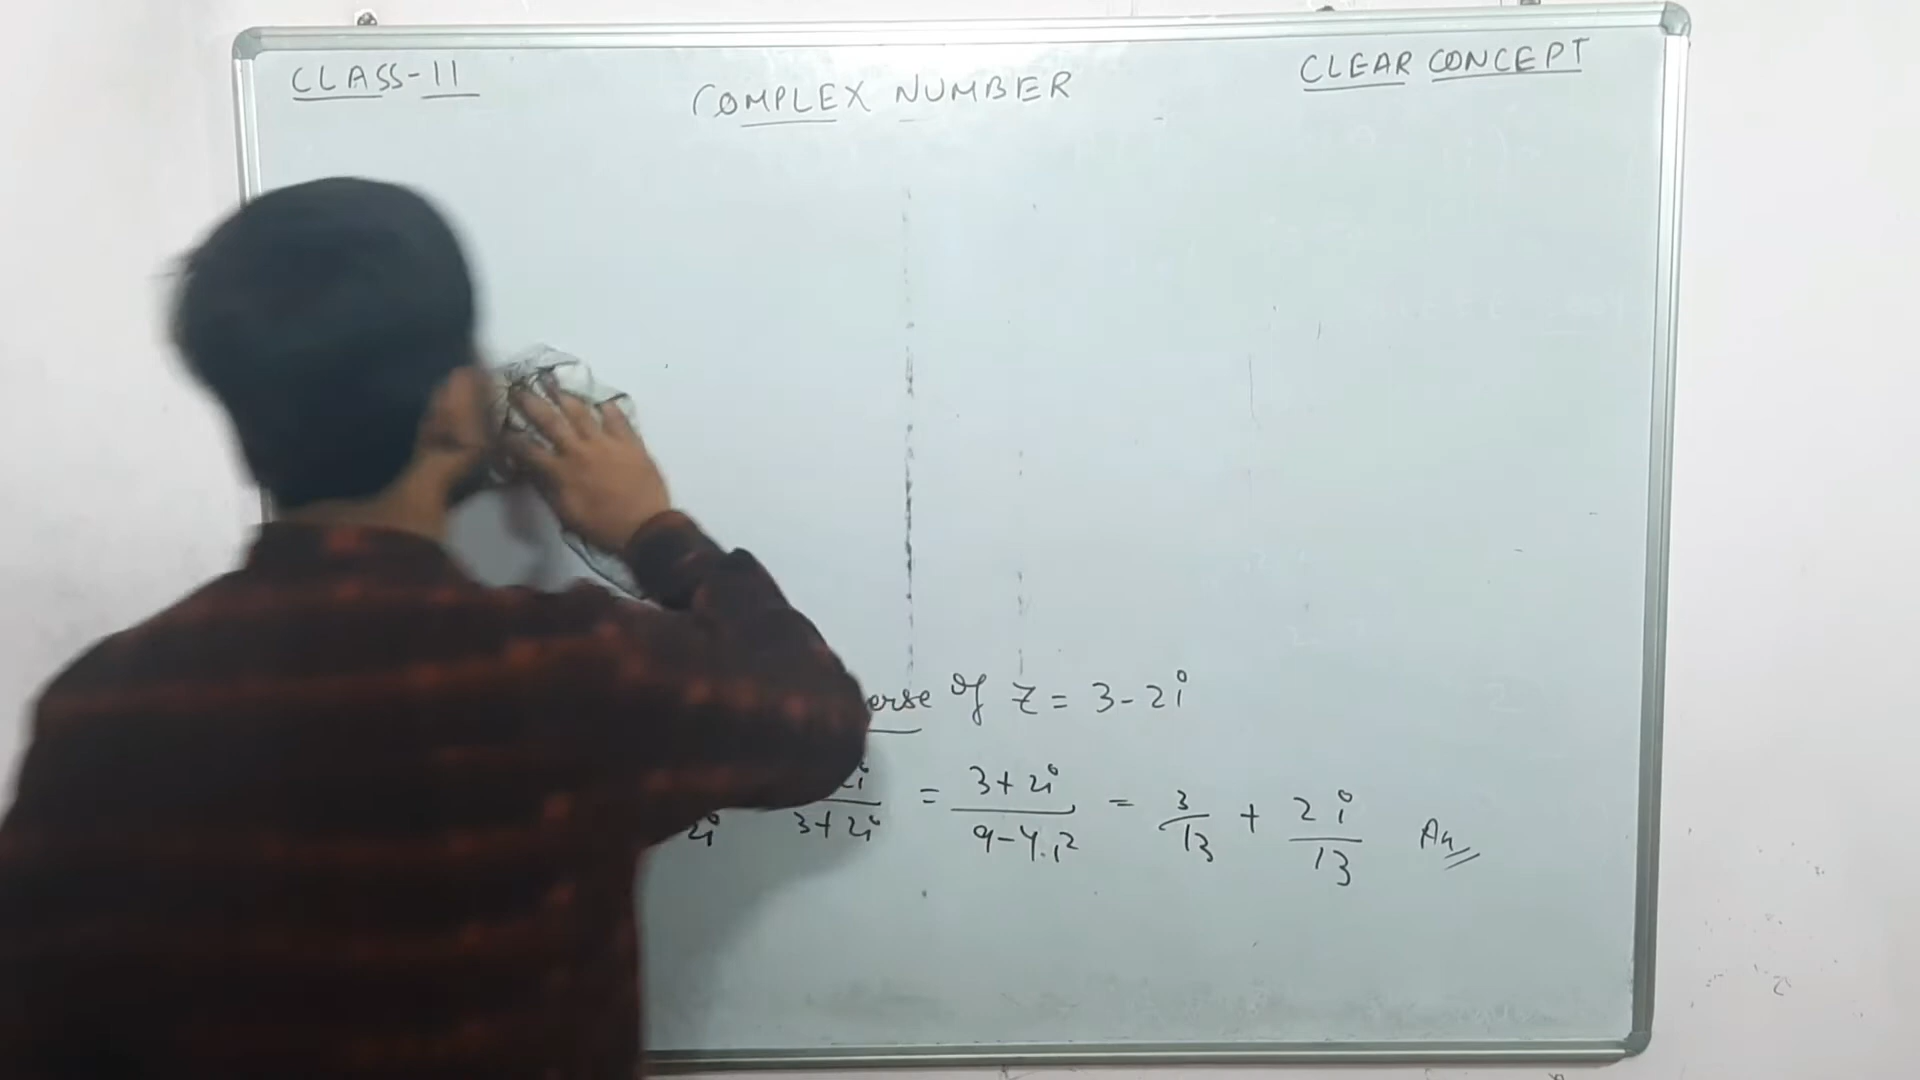 CLASS-11
COMPLEX NUMBER
CLEAR CONCEPT
erse of z = 3 - 2i
2i / 3+2i = 3+2i / 9-4.i² = 3/13 + 2i/13 An